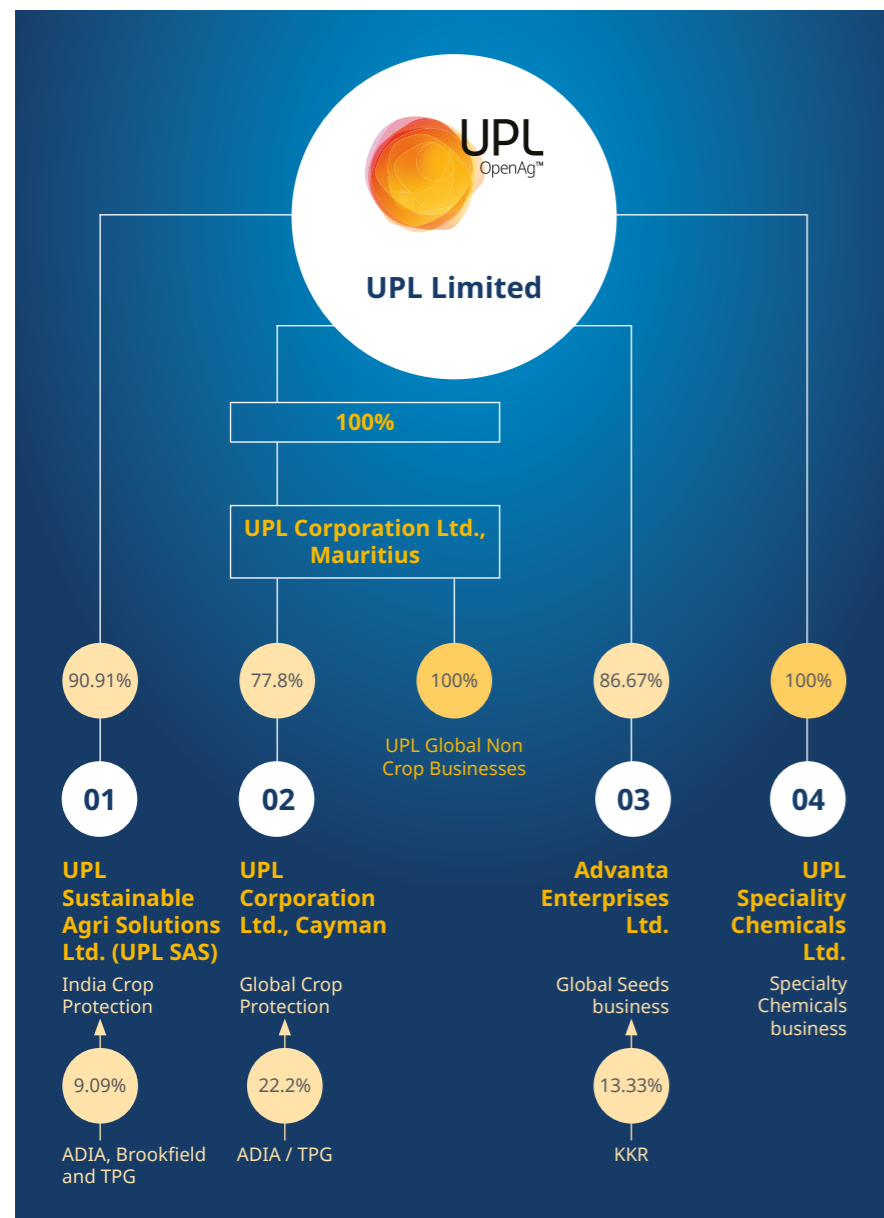 UPL
OpenAg™
UPL Limited
100%
UPL Corporation Ltd.,
Mauritius
90.91%
77.8%
100%
86.67%
100%
UPL Global Non
Crop Businesses
01
02
03
04
UPL
Sustainable
Agri Solutions
Ltd. (UPL SAS)
India Crop
Protection
9.09%
ADIA, Brookfield
and TPG
UPL
Corporation
Ltd., Cayman
Global Crop
Protection
22.2%
ADIA / TPG
Advanta
Enterprises
Ltd.
Global Seeds
business
13.33%
KKR
UPL
Speciality
Chemicals
Ltd.
Specialty
Chemicals
business